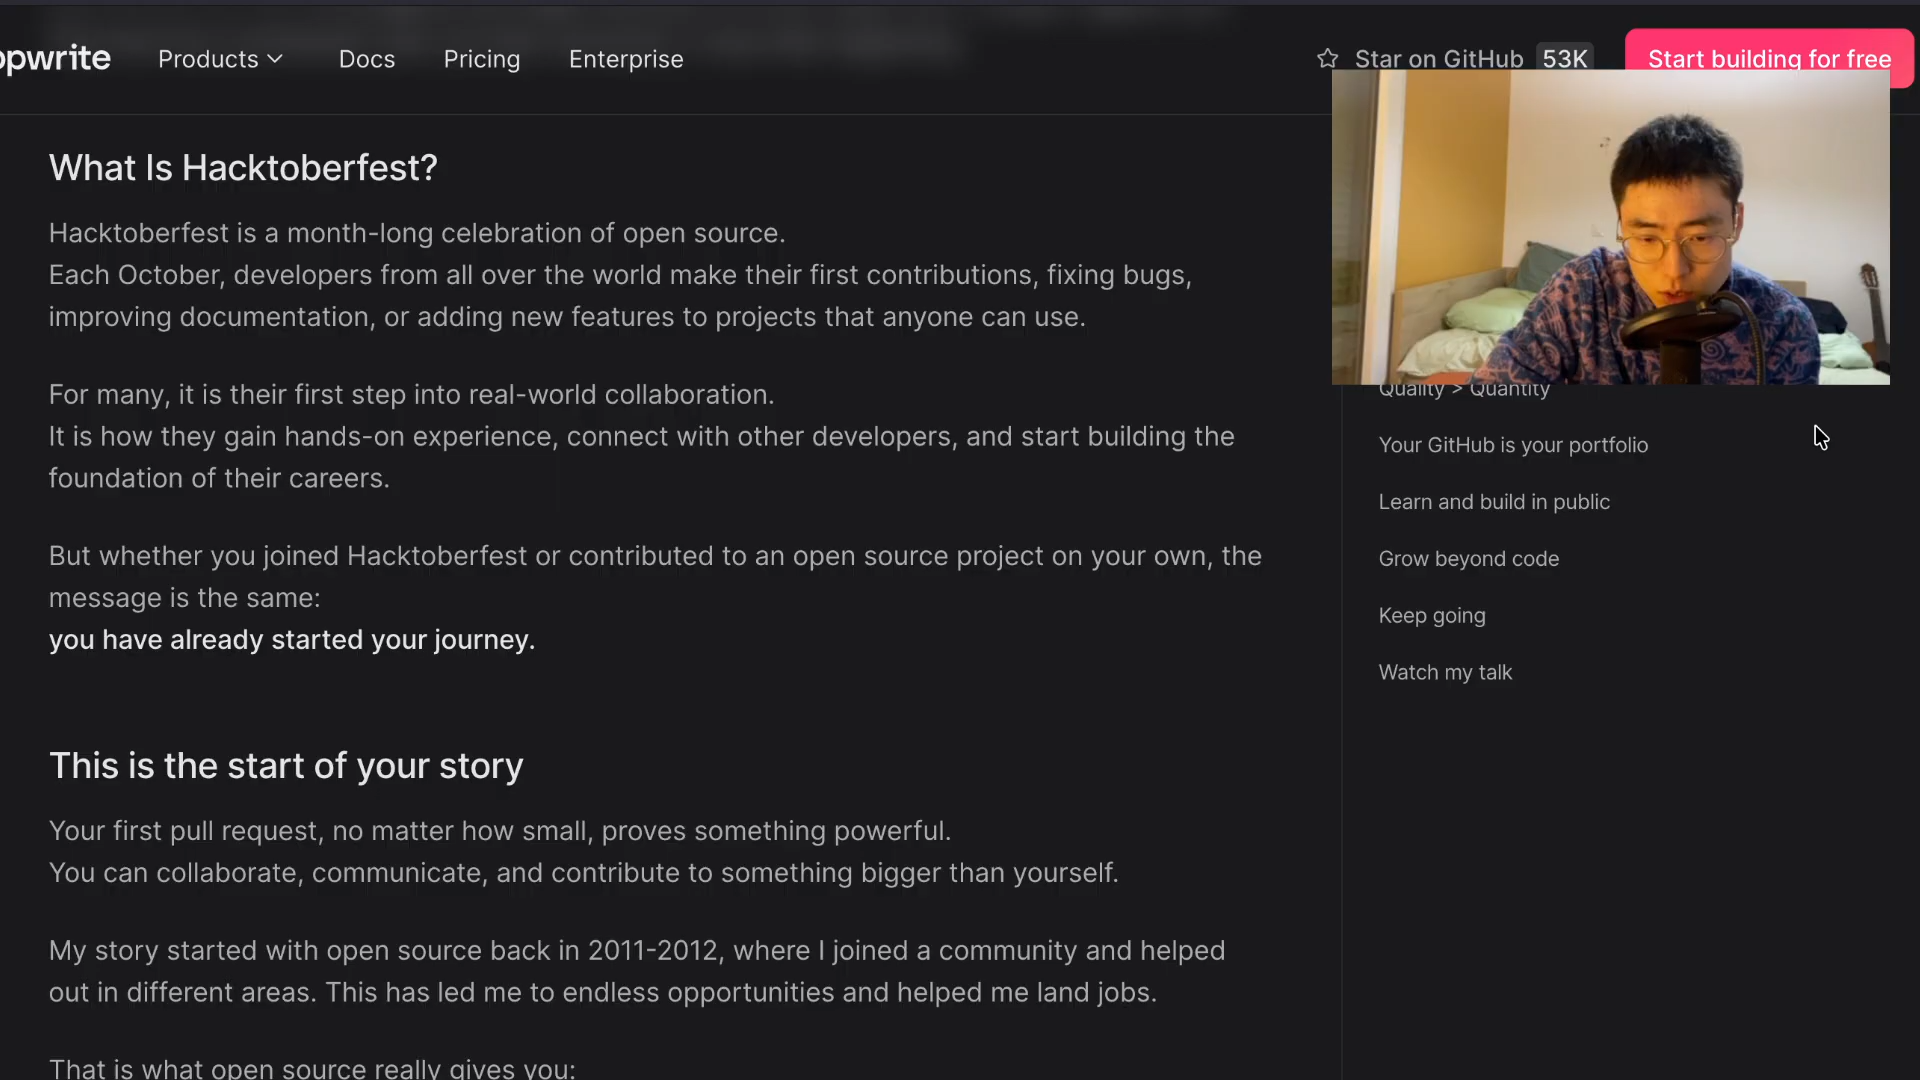 opwrite
Products
Docs
Pricing
Enterprise
Star on GitHub 53K
Start building for free
What Is Hacktoberfest?
Hacktoberfest is a month-long celebration of open source.
Each October, developers from all over the world make their first contributions, fixing bugs,
improving documentation, or adding new features to projects that anyone can use.
For many, it is their first step into real-world collaboration.
It is how they gain hands-on experience, connect with other developers, and start building the
foundation of their careers.
But whether you joined Hacktoberfest or contributed to an open source project on your own, the
message is the same:
you have already started your journey.
This is the start of your story
Your first pull request, no matter how small, proves something powerful.
You can collaborate, communicate, and contribute to something bigger than yourself.
My story started with open source back in 2011-2012, where I joined a community and helped
out in different areas. This has led me to endless opportunities and helped me land jobs.
That is what open source really gives you:
Quality > Quantity
Your GitHub is your portfolio
Learn and build in public
Grow beyond code
Keep going
Watch my talk